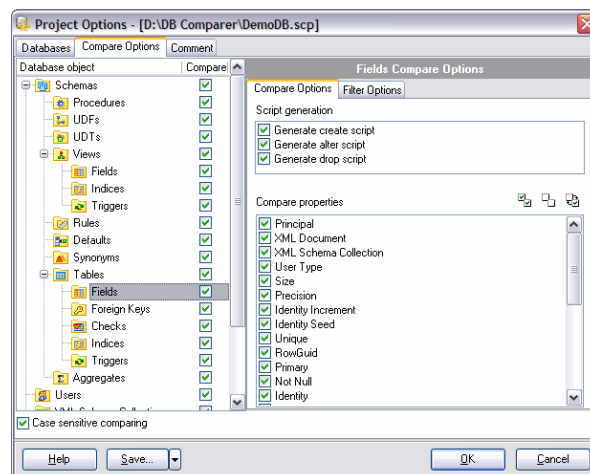 Project Options - [D:\DB Comparer\DemoDB.scp]
Databases Compare Options Comment
Database object Compare
Schemas
Procedures
UDFs
UDTs
Views
Fields
Indices
Triggers
Rules
Defaults
Synonyms
Tables
Fields
Foreign Keys
Checks
Indices
Triggers
Aggregates
Users
Fields Compare Options
Compare Options Filter Options
Script generation
Generate create script
Generate alter script
Generate drop script
Compare properties
Principal
XML Document
XML Schema Collection
User Type
Size
Precision
Identity Increment
Identity Seed
Unique
RowGuid
Primary
Not Null
Identity
Case sensitive comparing
Help Save... OK Cancel